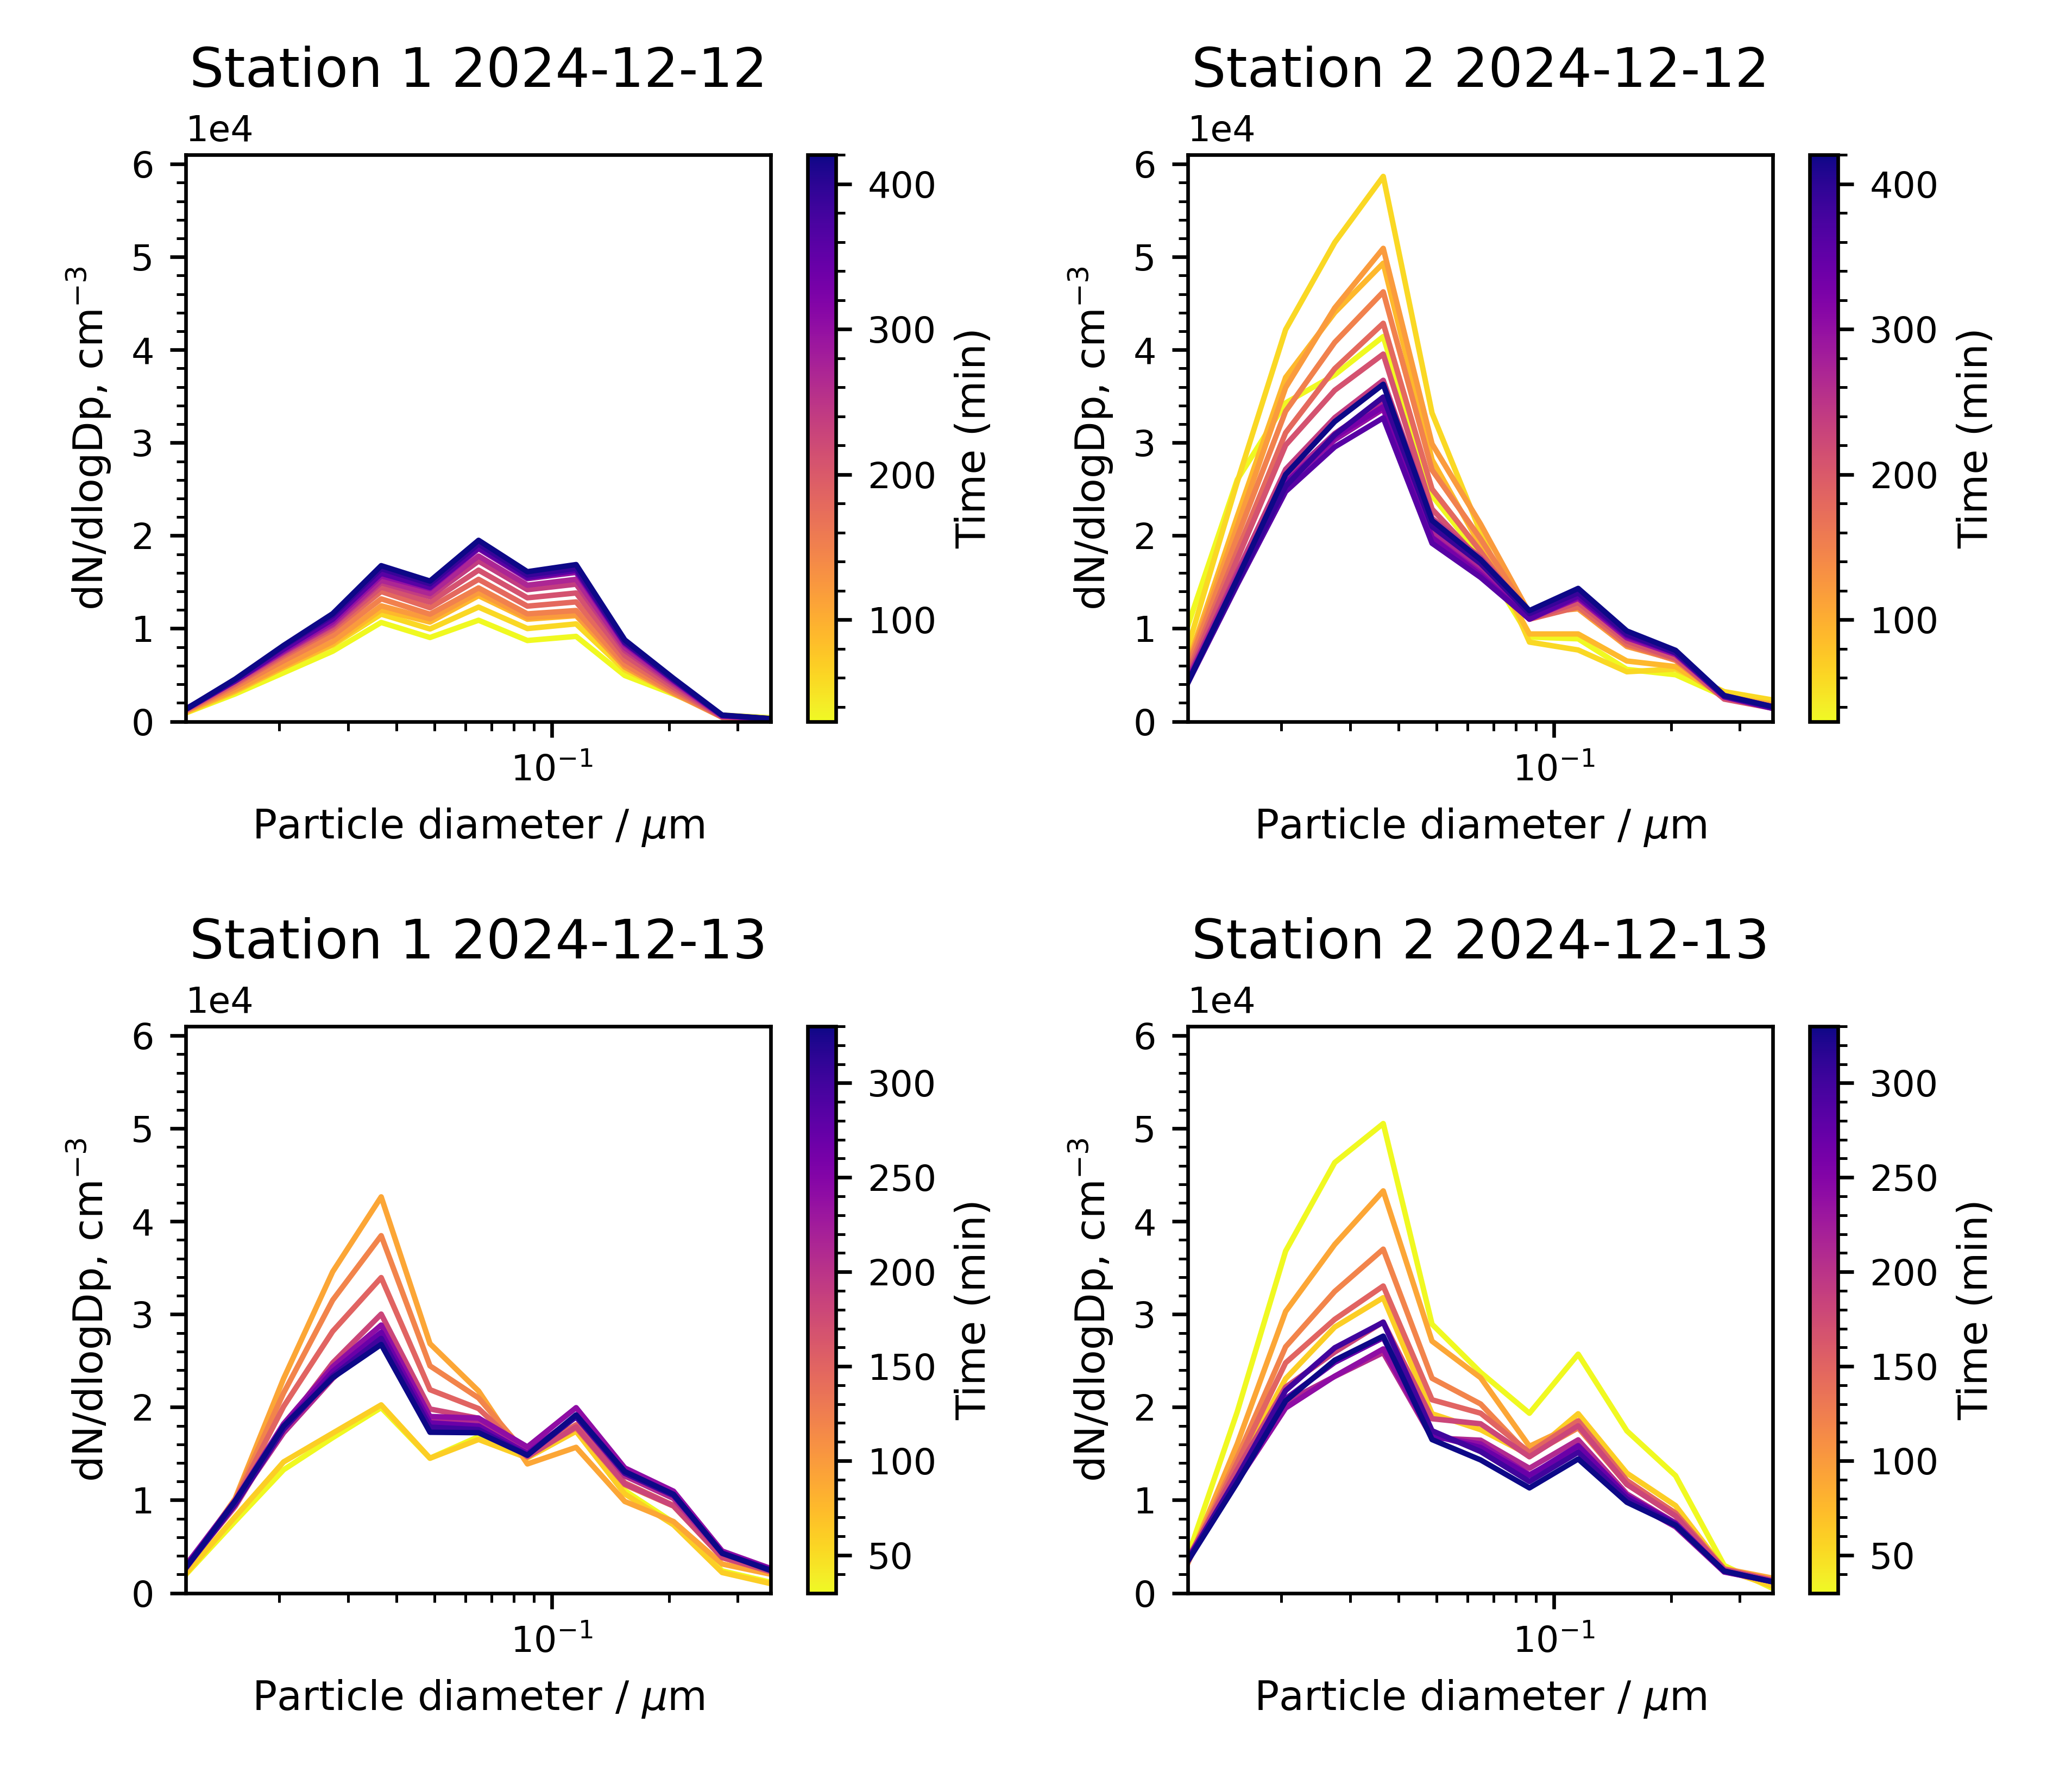 Station 1 2024-12-12
1e4
6
5
4
3
2
1
0
dN/dlogDp, cm⁻³
10⁻¹
Particle diameter / μm
400
300
200
100
Time (min)
Station 2 2024-12-12
1e4
6
5
4
3
2
1
0
dN/dlogDp, cm⁻³
10⁻¹
Particle diameter / μm
400
300
200
100
Time (min)
Station 1 2024-12-13
1e4
6
5
4
3
2
1
0
dN/dlogDp, cm⁻³
10⁻¹
Particle diameter / μm
300
250
200
150
100
50
Time (min)
Station 2 2024-12-13
1e4
6
5
4
3
2
1
0
dN/dlogDp, cm⁻³
10⁻¹
Particle diameter / μm
300
250
200
150
100
50
Time (min)